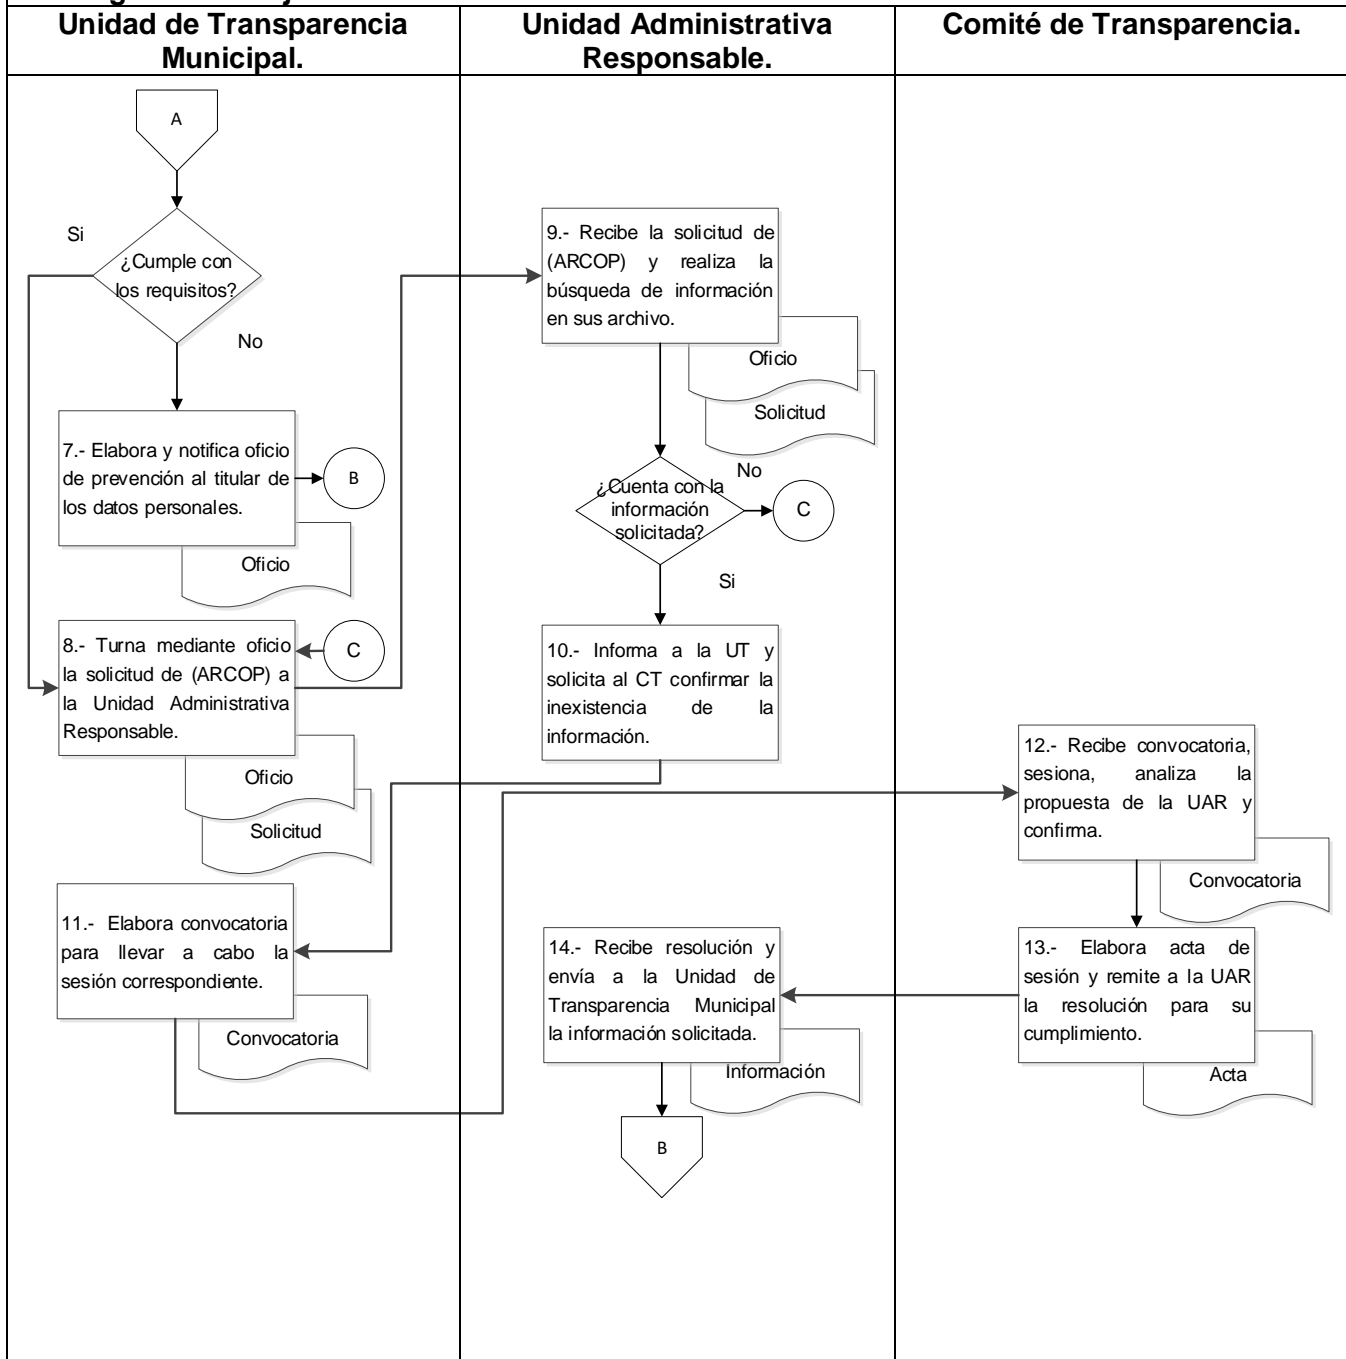 Unidad de Transparencia
Municipal.
Unidad Administrativa
Responsable.
Comité de Transparencia.
A
Si
¿Cumple con
los requisitos?
No
7.- Elabora y notifica oficio
de prevención al titular de
los datos personales.
B
Oficio
8.- Turna mediante oficio
la solicitud de (ARCOP) a
la Unidad Administrativa
Responsable.
C
Oficio
Solicitud
11.- Elabora convocatoria
para llevar a cabo la
sesión correspondiente.
Convocatoria
9.- Recibe la solicitud de
(ARCOP) y realiza la
búsqueda de información
en sus archivo.
Oficio
Solicitud
No
¿Cuenta con la
información
solicitada?
C
Si
10.- Informa a la UT y
solicita al CT confirmar la
inexistencia de la
información.
14.- Recibe resolución y
envía a la Unidad de
Transparencia Municipal
la información solicitada.
Información
B
12.- Recibe convocatoria,
sesiona, analiza la
propuesta de la UAR y
confirma.
Convocatoria
13.- Elabora acta de
sesión y remite a la UAR
la resolución para su
cumplimiento.
Acta